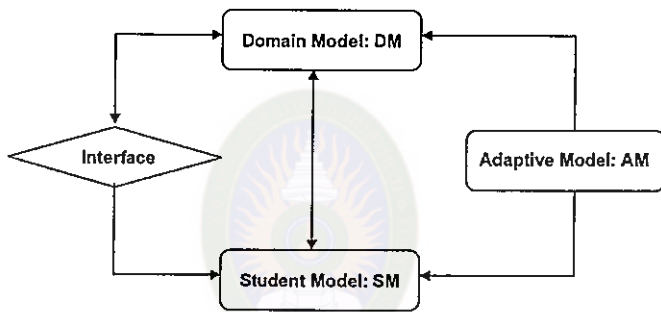 Domain Model: DM
Interface
Adaptive Model: AM
Student Model: SM